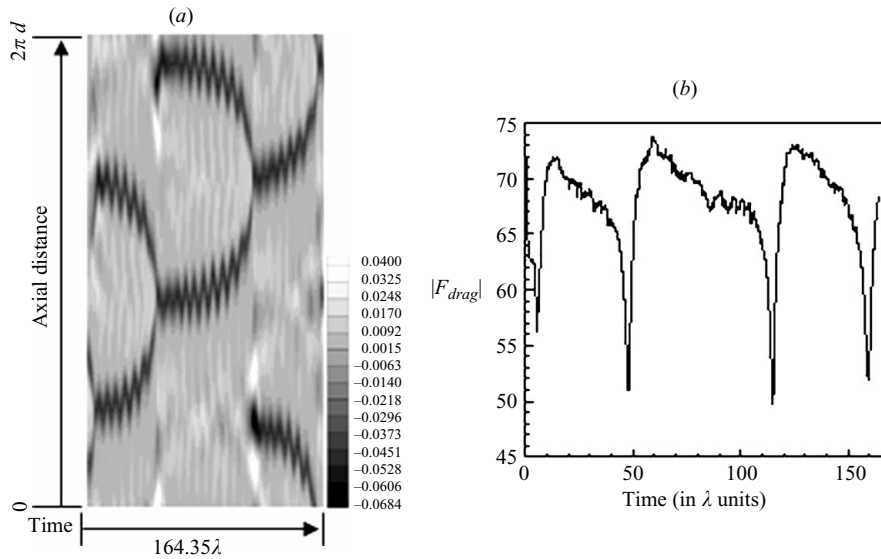 (a)
2π d
Axial distance
0
0.0400
0.0325
0.0248
0.0170
0.0092
0.0015
–0.0063
–0.0140
–0.0218
–0.0296
–0.0373
–0.0451
–0.0528
–0.0606
–0.0684
Time
164.35λ
(b)
75
70
65
60
55
50
45
|F_drag|
0 50 100 150
Time (in λ units)